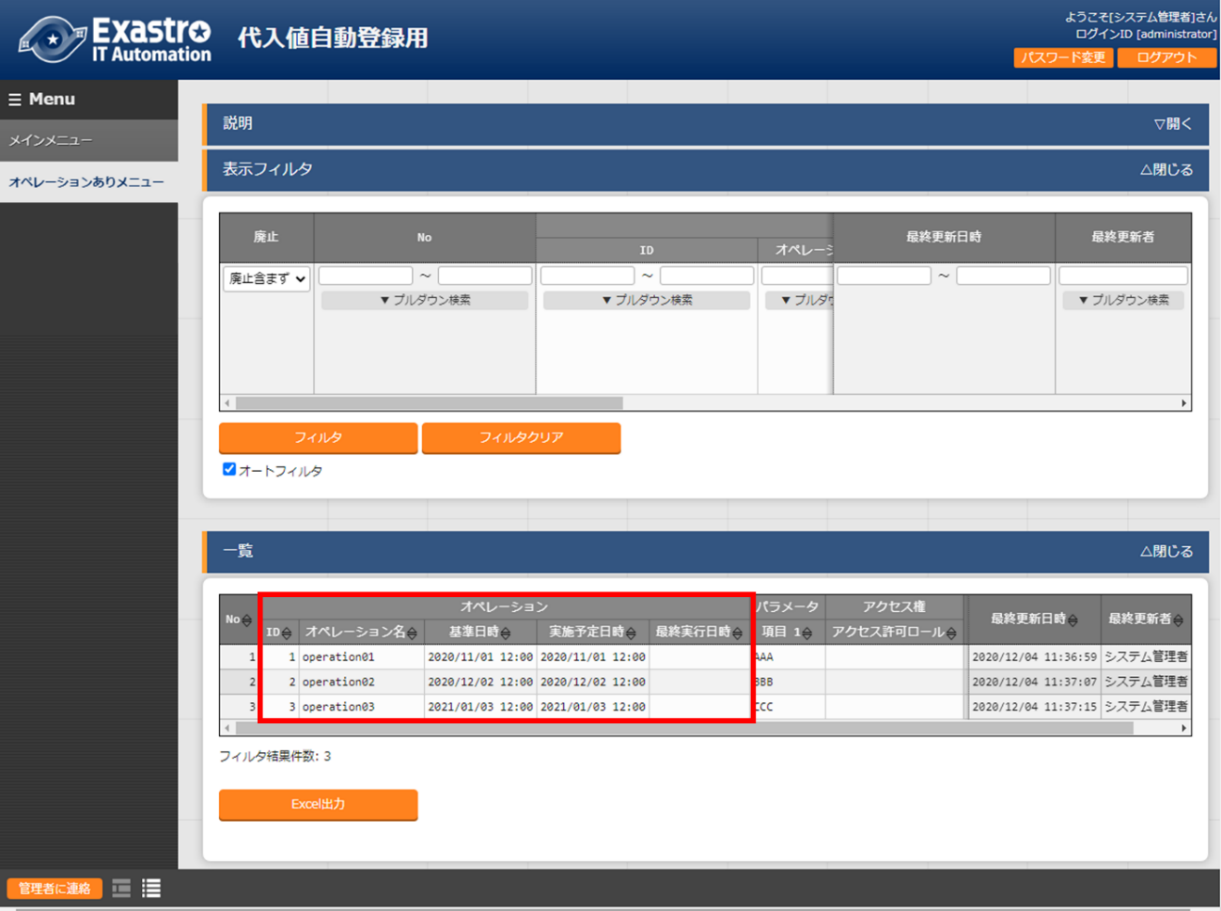 Exastro
IT Automation
代入値自動登録用
ようこそ[システム管理者]さん
ログインID [administrator]
パスワード変更 ログアウト
☰ Menu
メインメニュー
オペレーションありメニュー
説明 ▽開く
表示フィルタ △閉じる
廃止 No ID オペレーシ 最終更新日時 最終更新者
廃止含まず ～ ～ ～
▼ プルダウン検索 ▼ プルダウン検索 ▼ プルダウ ▼ プルダウン検索
フィルタ フィルタクリア
オートフィルタ
一覧 △閉じる
オペレーション パラメータ アクセス権
No ID オペレーション名 基準日時 実施予定日時 最終実行日時 項目 1 アクセス許可ロール 最終更新日時 最終更新者
1 1 operation01 2020/11/01 12:00 2020/11/01 12:00 AAA 2020/12/04 11:36:59 システム管理者
2 2 operation02 2020/12/02 12:00 2020/12/02 12:00 BBB 2020/12/04 11:37:07 システム管理者
3 3 operation03 2021/01/03 12:00 2021/01/03 12:00 CCC 2020/12/04 11:37:15 システム管理者
フィルタ結果件数: 3
Excel出力
管理者に連絡